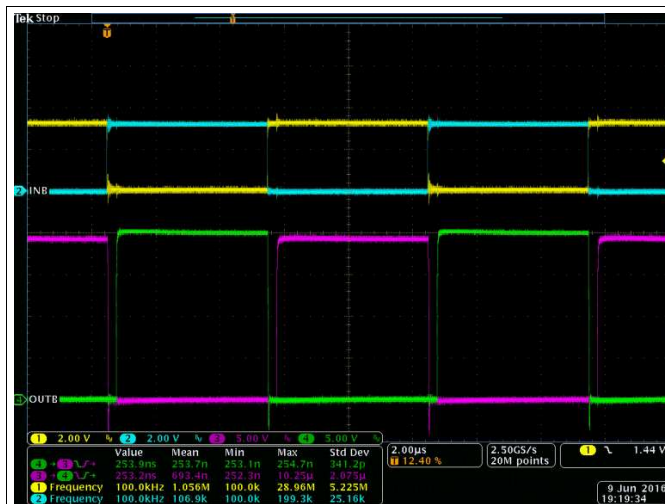 Tek Stop
T
T
2 INB
4 OUTB
1 2.00 V 2 2.00 V 3 5.00 V 4 5.00 V
Value Mean Min Max Std Dev
4 → 3 253.9ns 253.7n 253.1n 254.7n 341.2p
3 → 4 253.2ns 693.4n 252.3n 10.25µ 2.075µ
1 Frequency 100.0kHz 1.056M 100.0k 28.96M 5.225M
2 Frequency 100.0kHz 106.9k 100.0k 199.3k 25.16k
2.00µs
T 12.40 %
2.50GS/s
20M points
1 1.44 V
9 Jun 2016
19:19:34